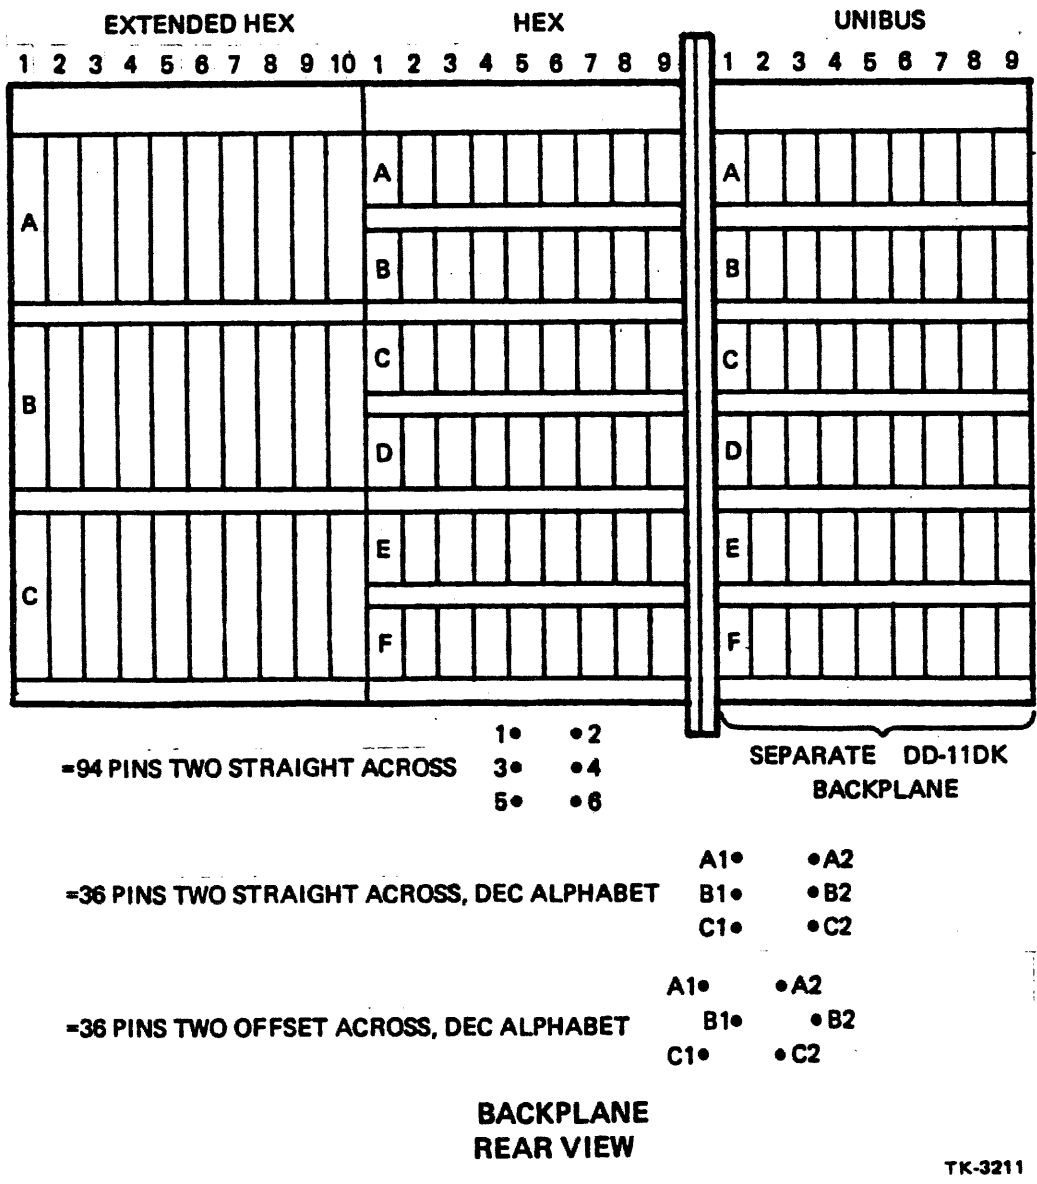 EXTENDED HEX
HEX
UNIBUS
1 2 3 4 5 6 7 8 9 10
1 2 3 4 5 6 7 8 9
1 2 3 4 5 6 7 8 9
A
B
C
A
B
C
D
E
F
A
B
C
D
E
F
SEPARATE DD-11DK
BACKPLANE
=94 PINS TWO STRAIGHT ACROSS
1 2
3 4
5 6
=36 PINS TWO STRAIGHT ACROSS, DEC ALPHABET
A1 A2
B1 B2
C1 C2
=36 PINS TWO OFFSET ACROSS, DEC ALPHABET
A1 A2
B1 B2
C1 C2
BACKPLANE
REAR VIEW
TK-3211